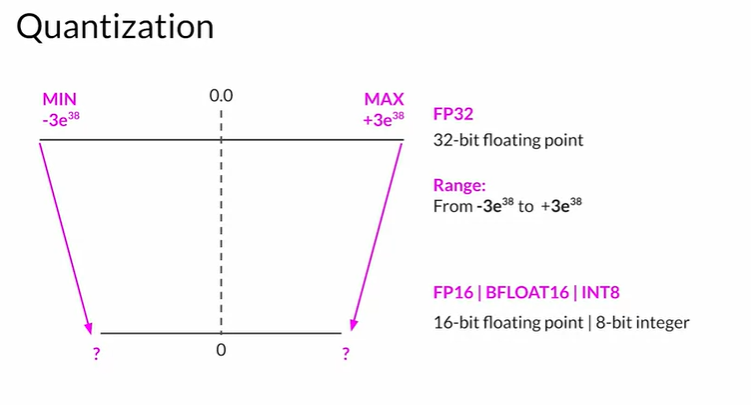 Quantization
MIN
-3e³⁸
0.0
MAX
+3e³⁸
FP32
32-bit floating point
Range:
From -3e³⁸ to +3e³⁸
FP16 | BFLOAT16 | INT8
16-bit floating point | 8-bit integer
?
0
?